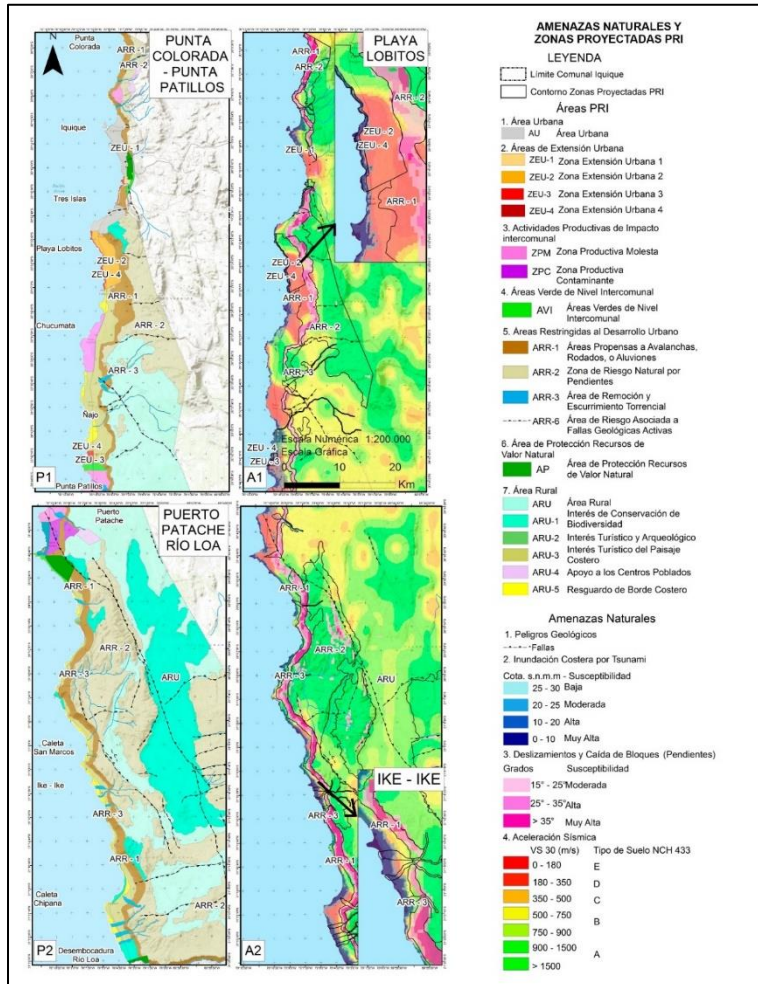 Punta
Colorada
ARR - 1
ARR - 2
PUNTA
COLORADA
- PUNTA
PATILLOS
N
Iquique
ZEU - 1
Tres Islas
Playa Lobitos
ZEU - 2
ZEU - 4
ARR - 1
Chucumata
ARR - 2
ARR - 3
Ñajo
ZEU - 4
ZEU - 3
P1
Punta Patillos
PLAYA
LOBITOS
ARR - 1
ARR - 2
ARR - 2
ZEU - 2
ZEU - 4
ZEU - 1
ARR - 1
ZEU - 2
ZEU - 4
ARR - 1
ARR - 2
ARR - 3
Escala Numérica 1:200.000
Escala Gráfica
0 10 20
Km
ZEU - 4
ZEU - 3
A1
Puerto
Patache
PUERTO
PATACHE
RÍO LOA
ARR - 1
ARR - 2
ARR - 3
ARU
Caleta
San Marcos
Ike - Ike
ARR - 3
ARR - 1
Caleta
Chipana
ARR - 2
P2
Desembocadura
Río Loa
ARR - 1
ARR - 2
ARR - 3
ARU
IKE - IKE
ARR - 3
ARR - 1
ARR - 1
ARR - 3
A2
AMENAZAS NATURALES Y
ZONAS PROYECTADAS PRI
LEYENDA
Límite Comunal Iquique
Contorno Zonas Proyectadas PRI
Áreas PRI
1. Área Urbana
AU Área Urbana
2. Áreas de Extensión Urbana
ZEU-1 Zona Extensión Urbana 1
ZEU-2 Zona Extensión Urbana 2
ZEU-3 Zona Extensión Urbana 3
ZEU-4 Zona Extensión Urbana 4
3. Actividades Productivas de Impacto
intercomunal
ZPM Zona Productiva Molesta
ZPC Zona Productiva
Contaminante
4. Áreas Verde de Nivel Intercomunal
AVI Áreas Verdes de Nivel
Intercomunal
5. Áreas Restringidas al Desarrollo Urbano
ARR-1 Áreas Propensas a Avalanchas,
Rodados, o Aluviones
ARR-2 Zona de Riesgo Natural por
Pendientes
ARR-3 Área de Remoción y
Escurrimiento Torrencial
ARR-6 Área de Riesgo Asociada a
Fallas Geológicas Activas
6. Área de Protección Recursos de
Valor Natural
AP Área de Protección Recursos
de Valor Natural
7. Área Rural
ARU Área Rural
ARU-1 Interés de Conservación de
Biodiversidad
ARU-2 Interés Turístico y Arqueológico
ARU-3 Interés Turístico del Paisaje
Costero
ARU-4 Apoyo a los Centros Poblados
ARU-5 Resguardo de Borde Costero
Amenazas Naturales
1. Peligros Geológicos
Fallas
2. Inundación Costera por Tsunami
Cota. s.n.m.m - Susceptibilidad
25 - 30 Baja
20 - 25 Moderada
10 - 20 Alta
0 - 10 Muy Alta
3. Deslizamientos y Caída de Bloques (Pendientes)
Grados Susceptibilidad
15° - 25° Moderada
25° - 35° Alta
> 35° Muy Alta
4. Aceleración Sísmica
VS 30 (m/s) Tipo de Suelo NCH 433
0 - 180 E
180 - 350 D
350 - 500 C
500 - 750 B
750 - 900
900 - 1500 A
> 1500